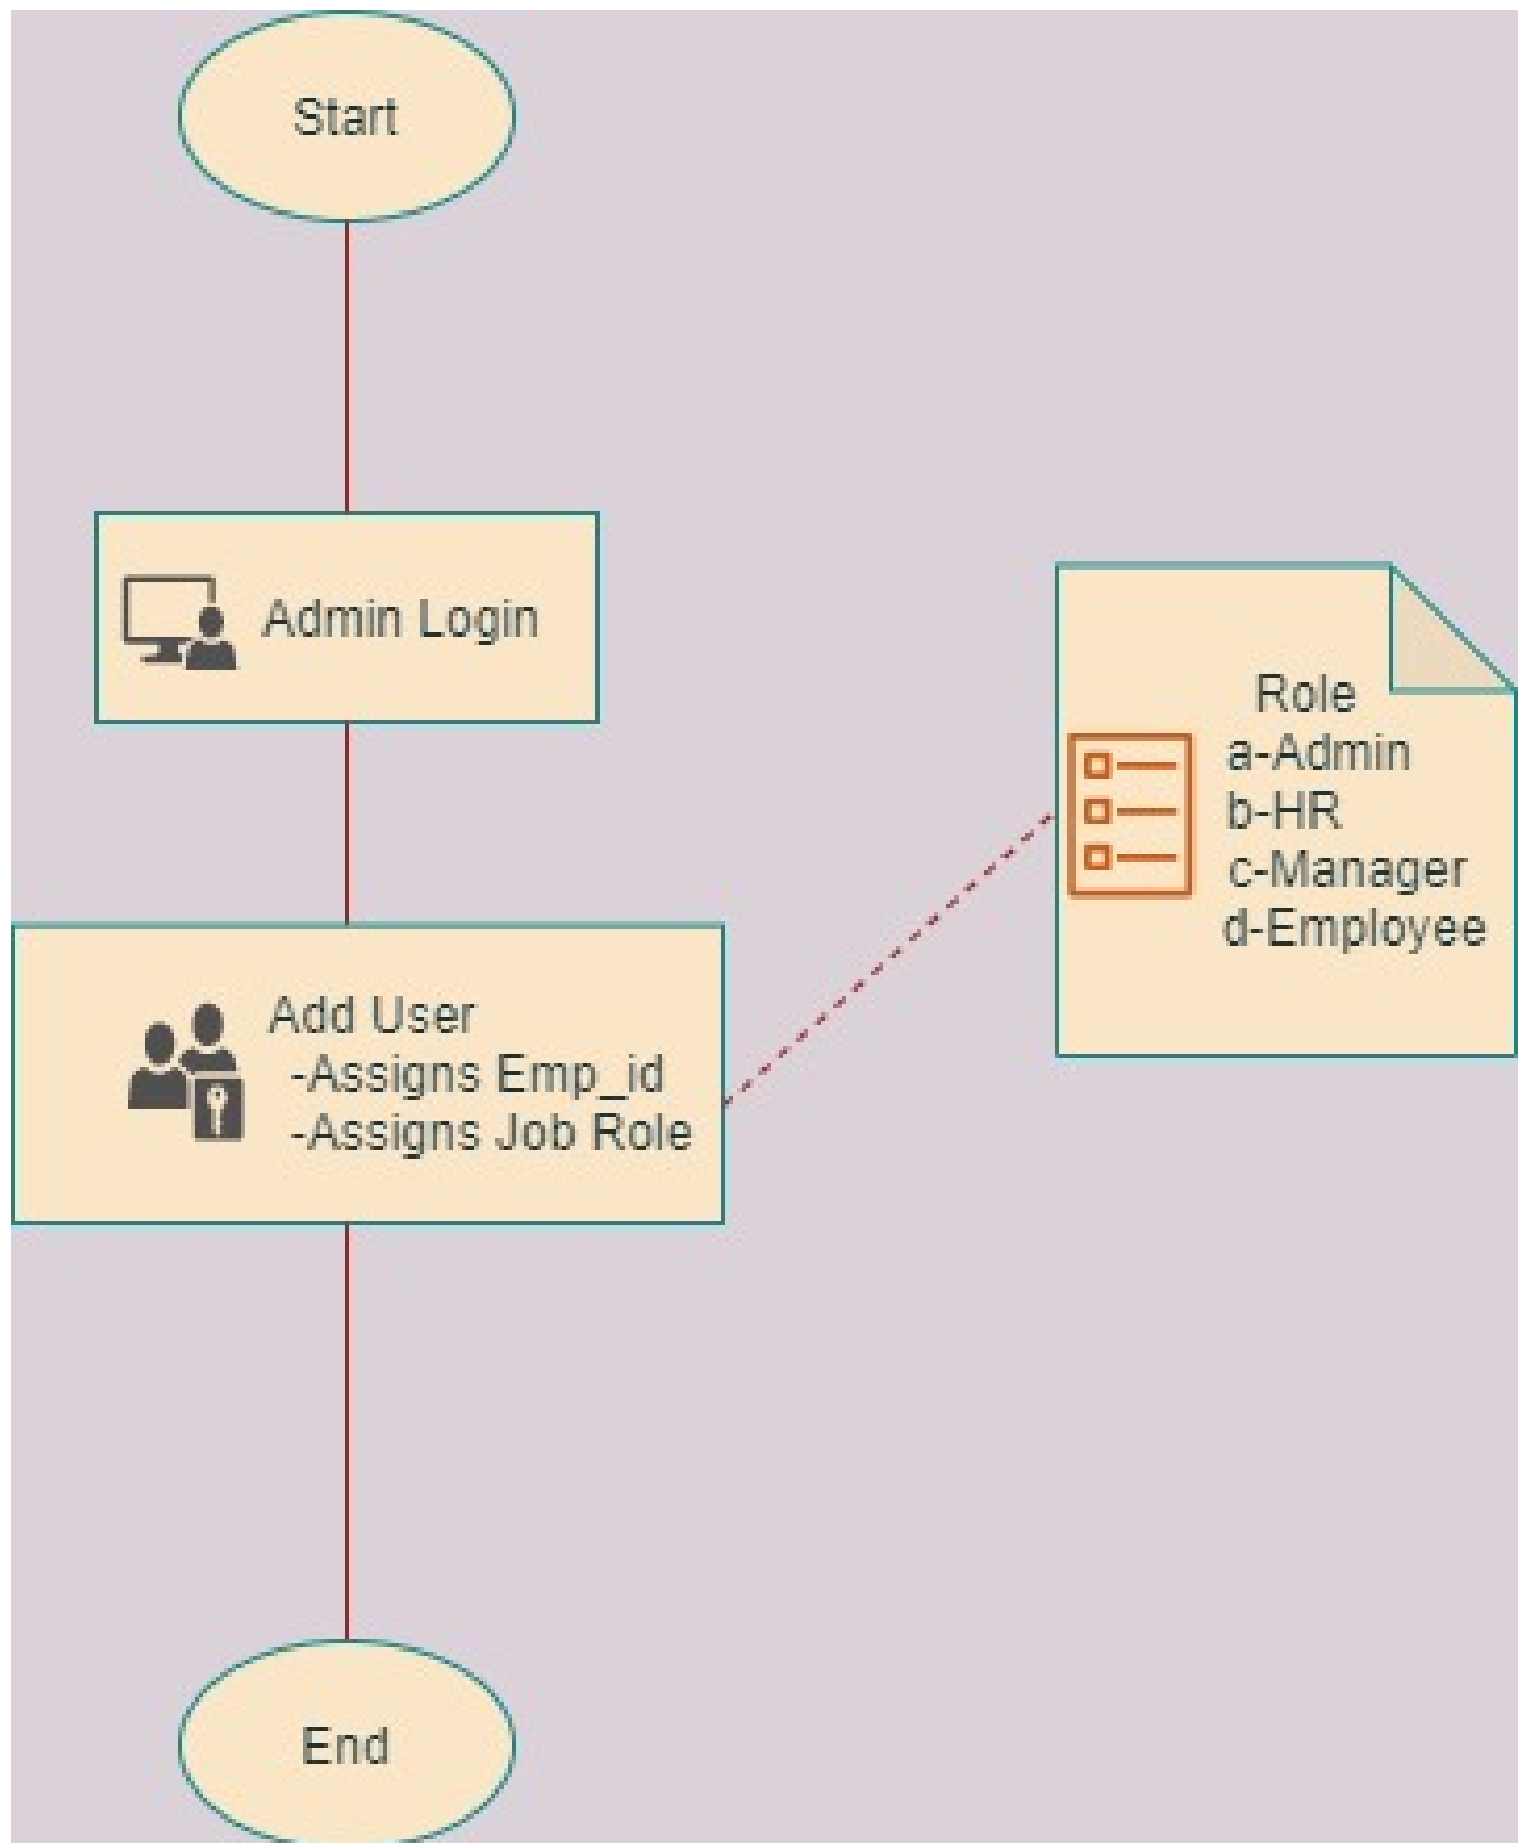 Start
Admin Login
Role
a-Admin
b-HR
c-Manager
d-Employee
Add User
-Assigns Emp_id
-Assigns Job Role
End